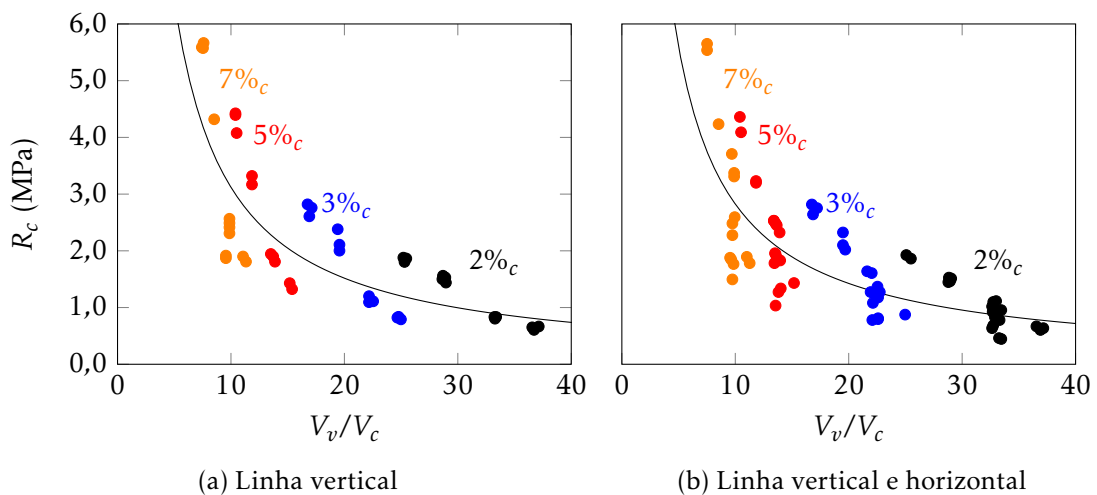 6,0
5,0
4,0
3,0
2,0
1,0
0,0
R_c (MPa)
7%_c
5%_c
3%_c
2%_c
0 10 20 30 40
V_v/V_c
(a) Linha vertical
7%_c
5%_c
3%_c
2%_c
0 10 20 30 40
V_v/V_c
(b) Linha vertical e horizontal